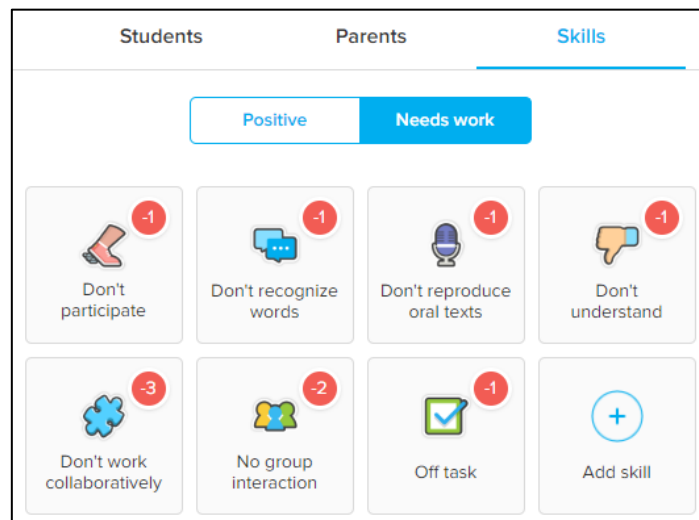 Students Parents Skills
Positive Needs work
-1 -1 -1 -1
Don't Don't recognize Don't reproduce Don't
participate words oral texts understand
-3 -2 -1
Don't work No group Off task Add skill
collaboratively interaction